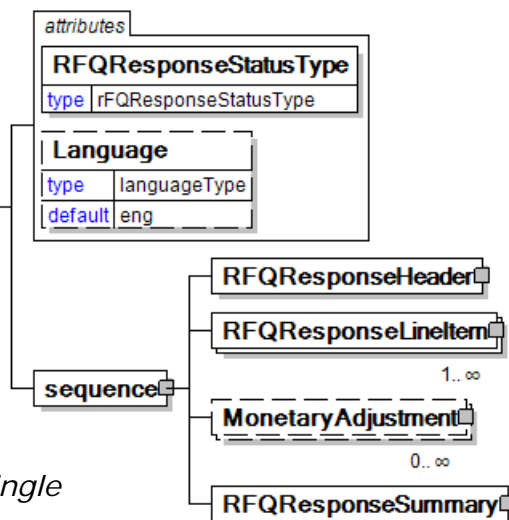 attributes
RFQResponseStatusType
type rFQResponseStatusType
Language
type languageType
default eng
RFQResponseHeader
RFQResponseLineItem
1.. ∞
sequence
MonetaryAdjustment
0.. ∞
ingle
RFQResponseSummary